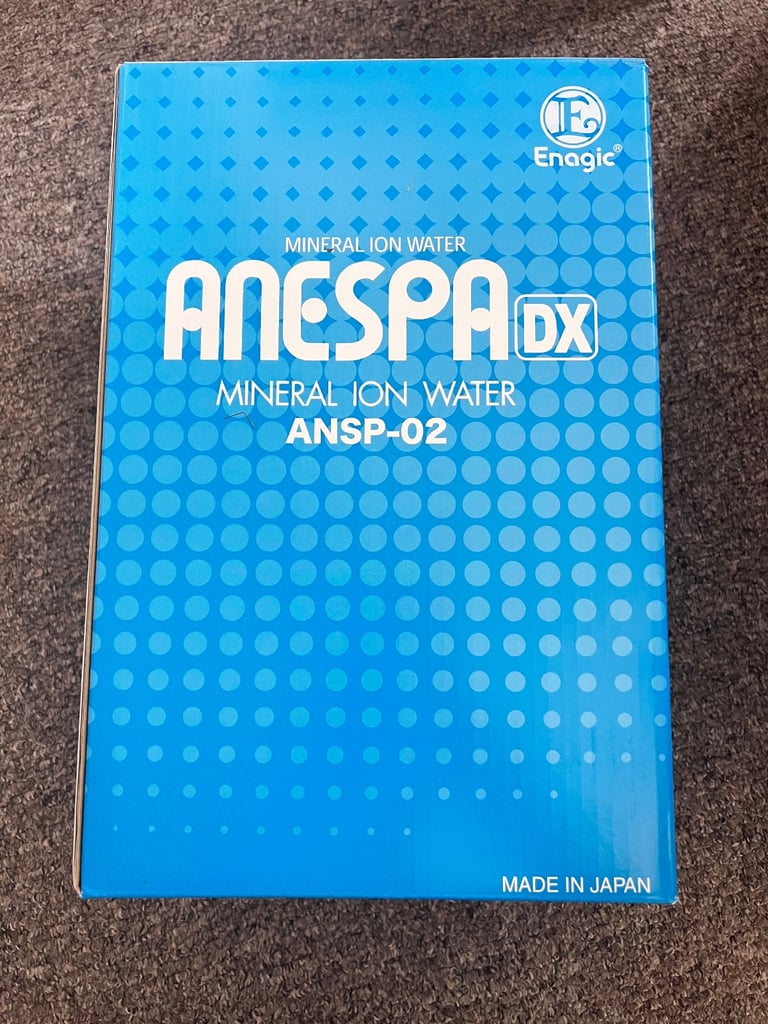 E
Enagic®
MINERAL ION WATER
ANESPA DX
MINERAL ION WATER
ANSP-02
MADE IN JAPAN